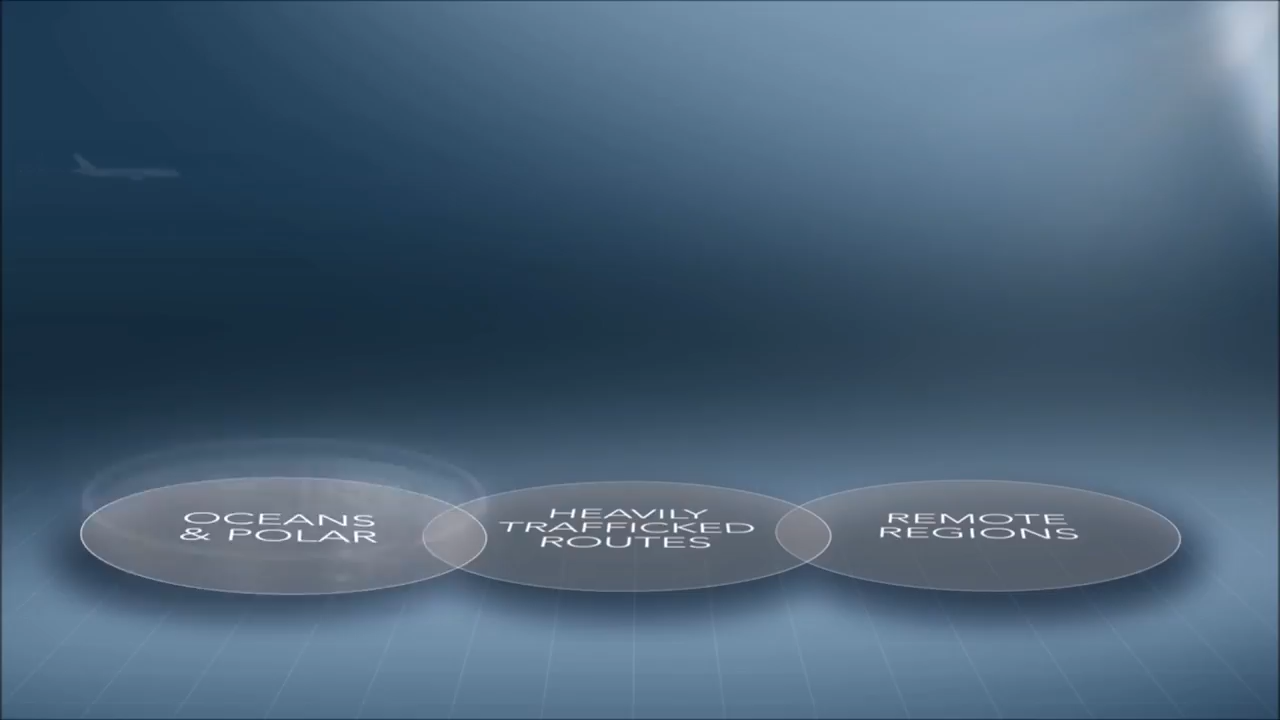 OCEANS
& POLAR
HEAVILY
TRAFFICKED
ROUTES
REMOTE
REGIONS